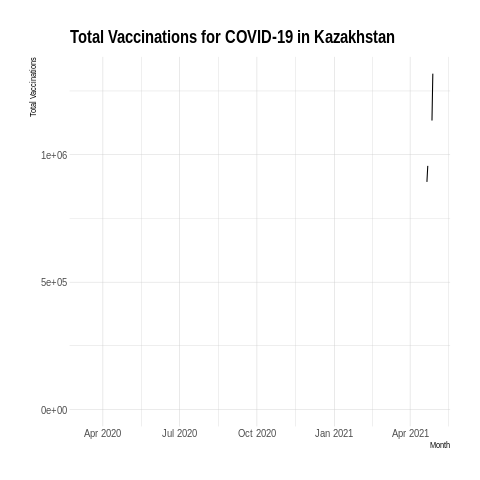 Total Vaccinations for COVID-19 in Kazakhstan
Total Vaccinations
1e+06
5e+05
0e+00
Apr 2020 Jul 2020 Oct 2020 Jan 2021 Apr 2021
Month